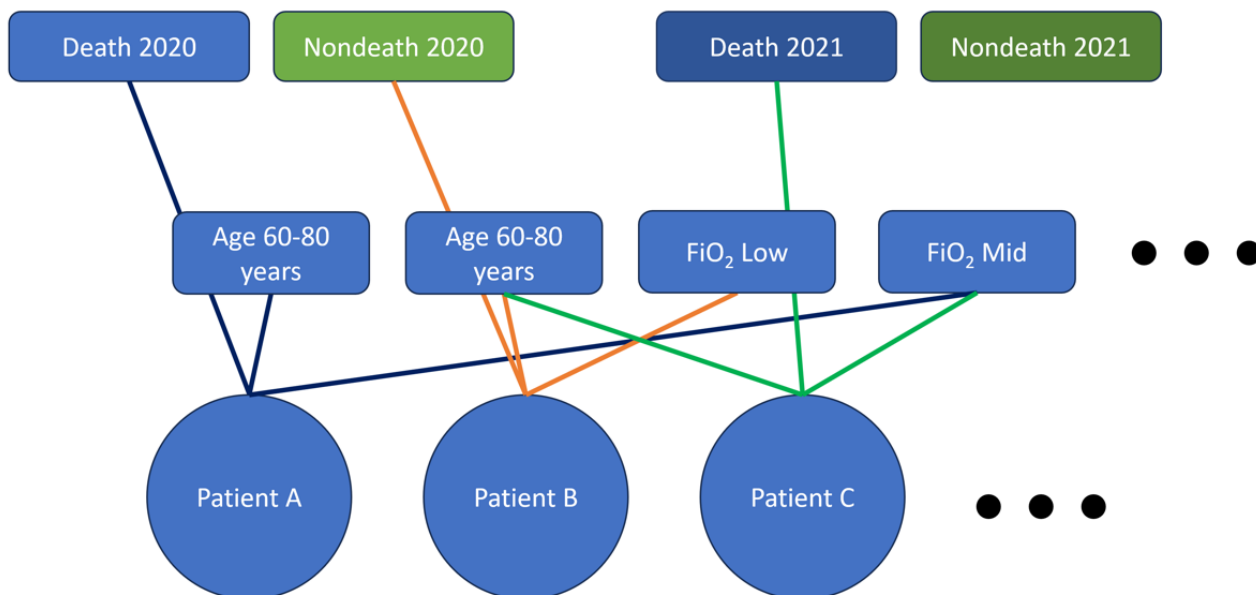 Death 2020
Nondeath 2020
Death 2021
Nondeath 2021
Age 60-80
years
Age 60-80
years
FiO₂ Low
FiO₂ Mid
Patient A
Patient B
Patient C